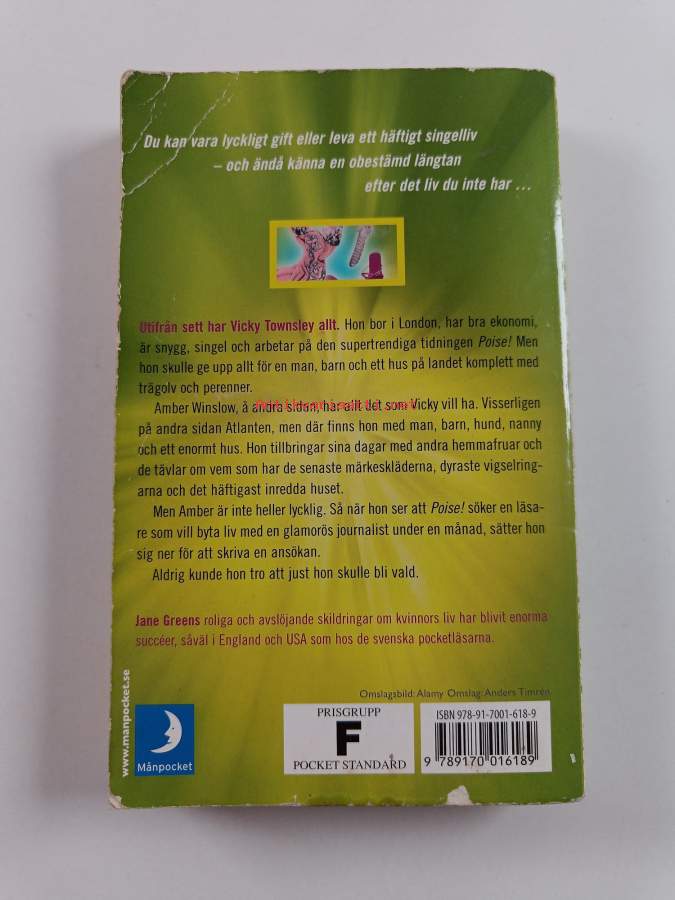 Du kan vara lyckligt gift eller leva ett häftigt singelliv
– och ändå känna en obestämd längtan
efter det liv du inte har ...
Utifrån sett har Vicky Townsley allt. Hon bor i London, har bra ekonomi,
är snygg, singel och arbetar på den supertrendiga tidningen Poise! Men
hon skulle ge upp allt för en man, barn och ett hus på landet komplett med
trägolv och perenner.
Amber Winslow, å andra sidan, har allt det som Vicky vill ha. Visserligen
på andra sidan Atlanten, men där finns hon med man, barn, hund, nanny
och ett enormt hus. Hon tillbringar sina dagar med andra hemmafruar och
de tävlar om vem som har de senaste märkeskläderna, dyraste vigselring-
arna och det häftigast inredda huset.
Men Amber är inte heller lycklig. Så när hon ser att Poise! söker en läsa-
re som vill byta liv med en glamorös journalist under en månad, sätter hon
sig ner för att skriva en ansökan.
Aldrig kunde hon tro att just hon skulle bli vald.
Jane Greens roliga och avslöjande skildringar om kvinnors liv har blivit enorma
succéer, såväl i England och USA som hos de svenska pocketläsarna.
Omslagsbild: Alamy Omslag: Anders Timrén
www.manpocket.se
Månpocket
PRISGRUPP
F
POCKET STANDARD
ISBN 978-91-7001-618-9
9 789170 016189